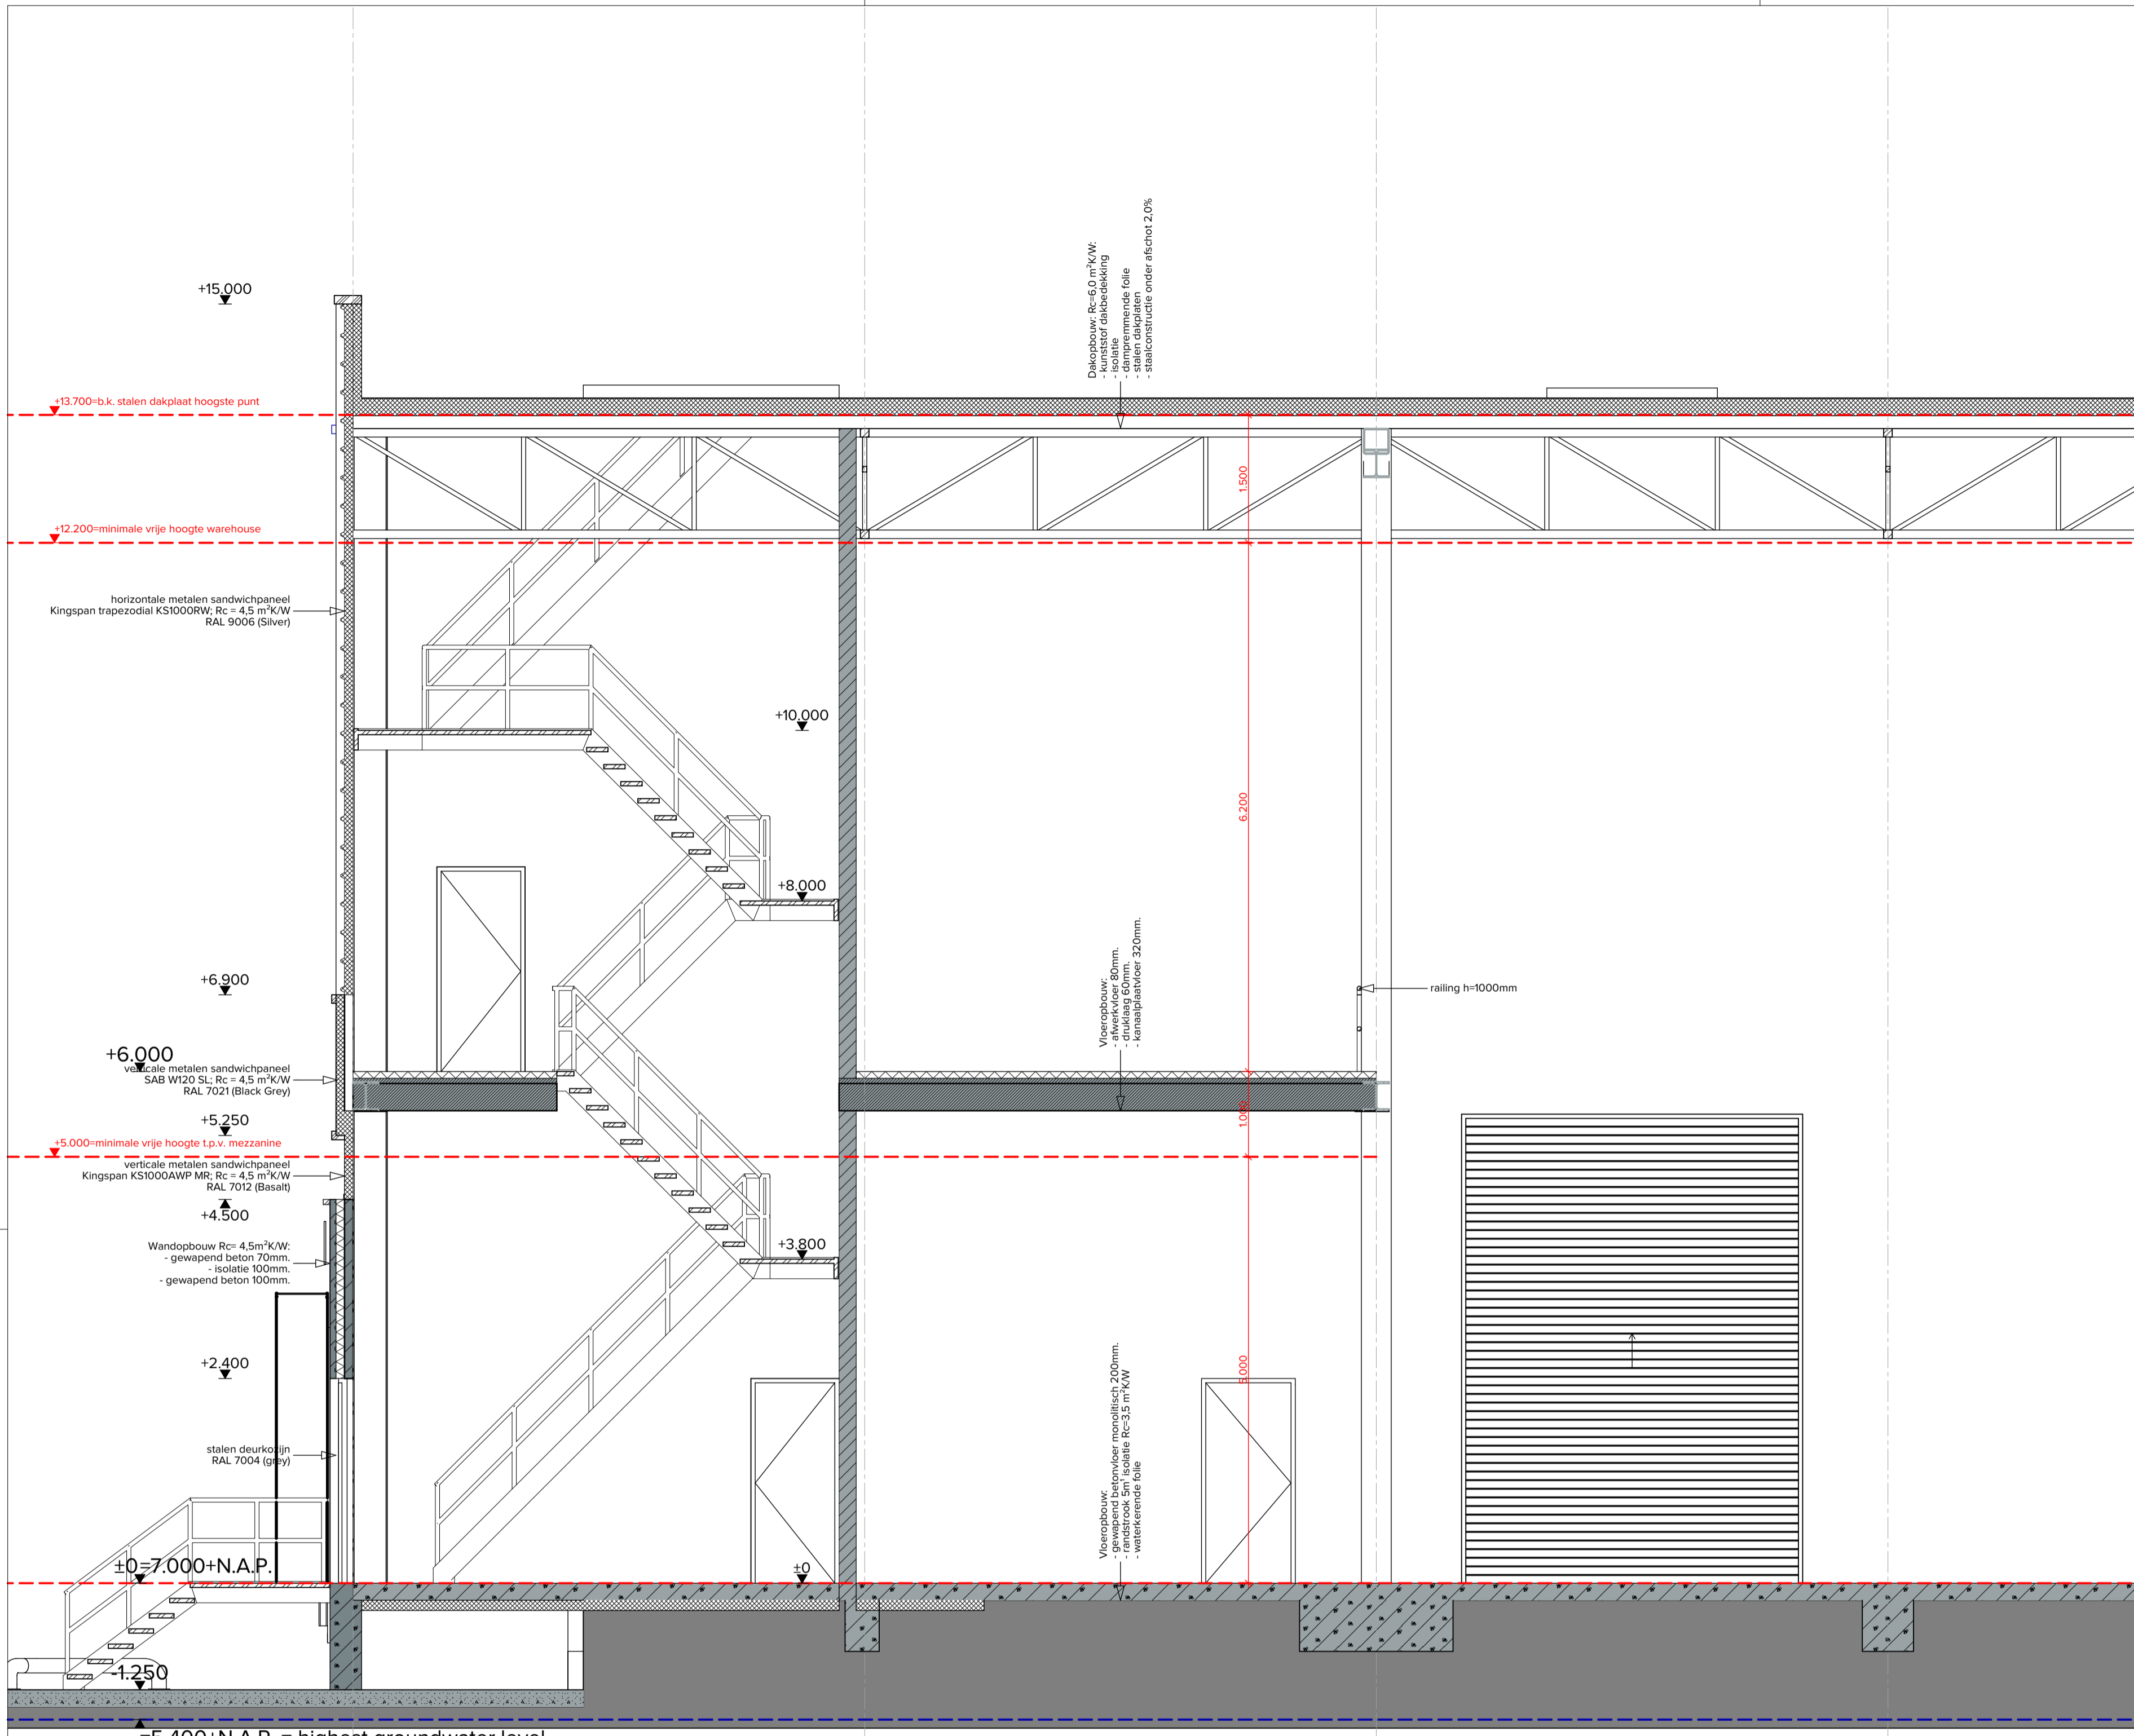 Dakopbouw: Rc=6,0 m²K/W:
- kunststof dakbedekking
- isolatie
- dampremmende folie
- stalen dakplaten
- staalconstructie onder afschot 2,0%
+15.000
+13.700=b.k. stalen dakplaat hoogste punt
1.500
+12.200=minimale vrije hoogte warehouse
horizontale metalen sandwichpaneel
Kingspan trapezodial KS1000RW; Rc = 4,5 m²K/W
RAL 9006 (Silver)
+10.000
6.200
+8.000
+6.900
Vloeropbouw:
- afwerkvloer 80mm.
- druklaag 60mm.
- kanaalplaatvloer 320mm.
railing h=1000mm
+6.000
verticale metalen sandwichpaneel
SAB W120 SL; Rc = 4,5 m²K/W
RAL 7021 (Black Grey)
1.000
+5.250
+5.000=minimale vrije hoogte t.p.v. mezzanine
verticale metalen sandwichpaneel
Kingspan KS1000AWP MR; Rc = 4,5 m²K/W
RAL 7012 (Basalt)
+4.500
+3.800
Wandopbouw Rc= 4,5m²K/W:
- gewapend beton 70mm.
- isolatie 100mm.
- gewapend beton 100mm.
+2.400
5.000
stalen deurkozijn
RAL 7004 (grey)
Vloeropbouw:
- gewapend betonvloer monolitisch 200mm.
- randstrook 5m¹ isolatie Rc=3,5 m²K/W
- waterkerende folie
±0=7.000+N.A.P.
±0
-1.250
=5.400+N.A.P. = highest groundwater level